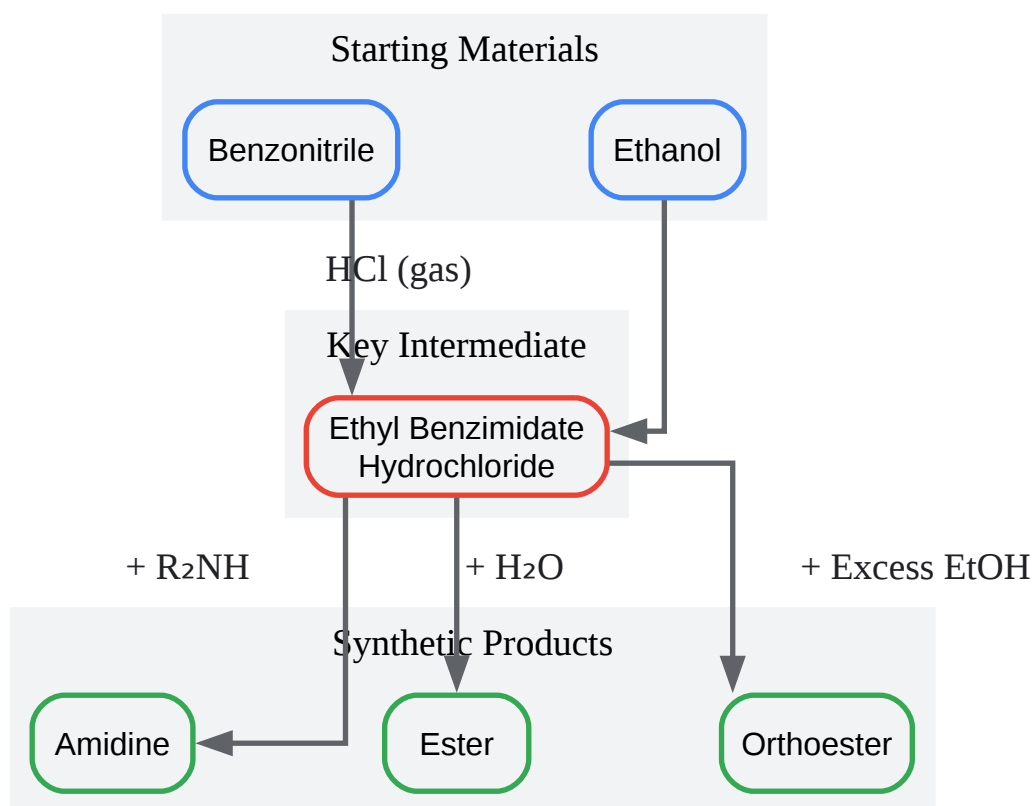 Starting Materials
Benzonitrile
Ethanol
HCl (gas)
Key Intermediate
Ethyl Benzimidate
Hydrochloride
+ R₂NH
+ H₂O
+ Excess EtOH
Synthetic Products
Amidine
Ester
Orthoester